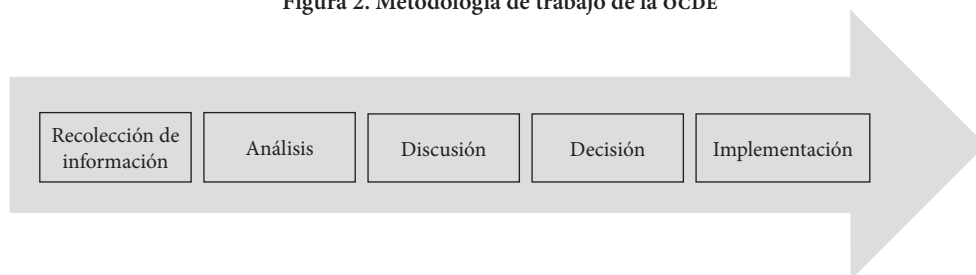 Figura 2. Metodología de trabajo de la OCDE
Recolección de
información
Análisis
Discusión
Decisión
Implementación